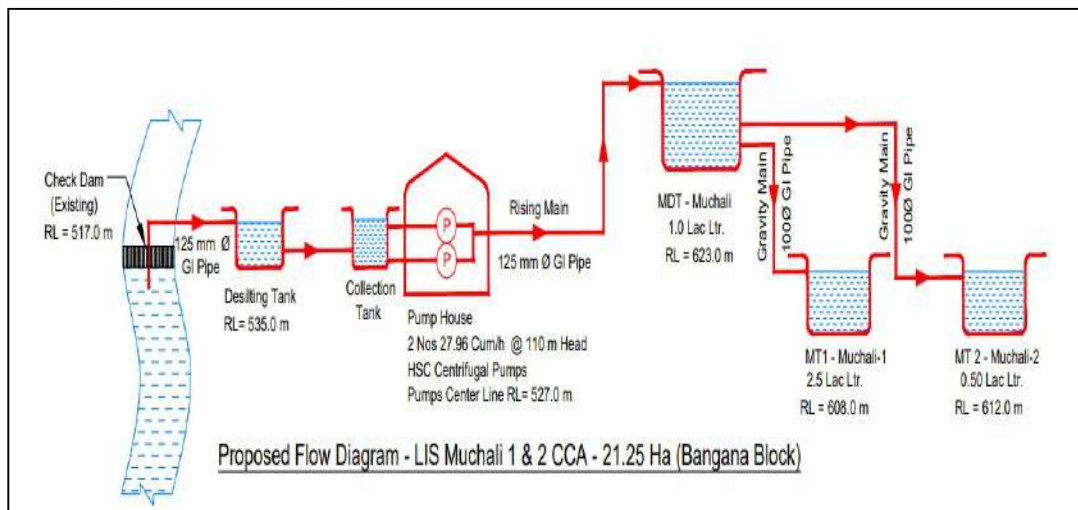 Check Dam
(Existing)
RL = 517.0 m
125 mm Ø
GI Pipe
Desilting Tank
RL= 535.0 m
Collection
Tank
P
P
Pump House
2 Nos 27.96 Cum/h @ 110 m Head
HSC Centrifugal Pumps
Pumps Center Line RL= 527.0 m
Rising Main
125 mm Ø GI Pipe
MDT - Muchali
1.0 Lac Ltr.
RL = 623.0 m
Gravity Main
100Ø GI Pipe
Gravity Main
100Ø GI Pipe
MT1 - Muchali-1
2.5 Lac Ltr.
RL = 608.0 m
MT 2 - Muchali-2
0.50 Lac Ltr.
RL = 612.0 m
Proposed Flow Diagram - LIS Muchali 1 & 2 CCA - 21.25 Ha (Bangana Block)